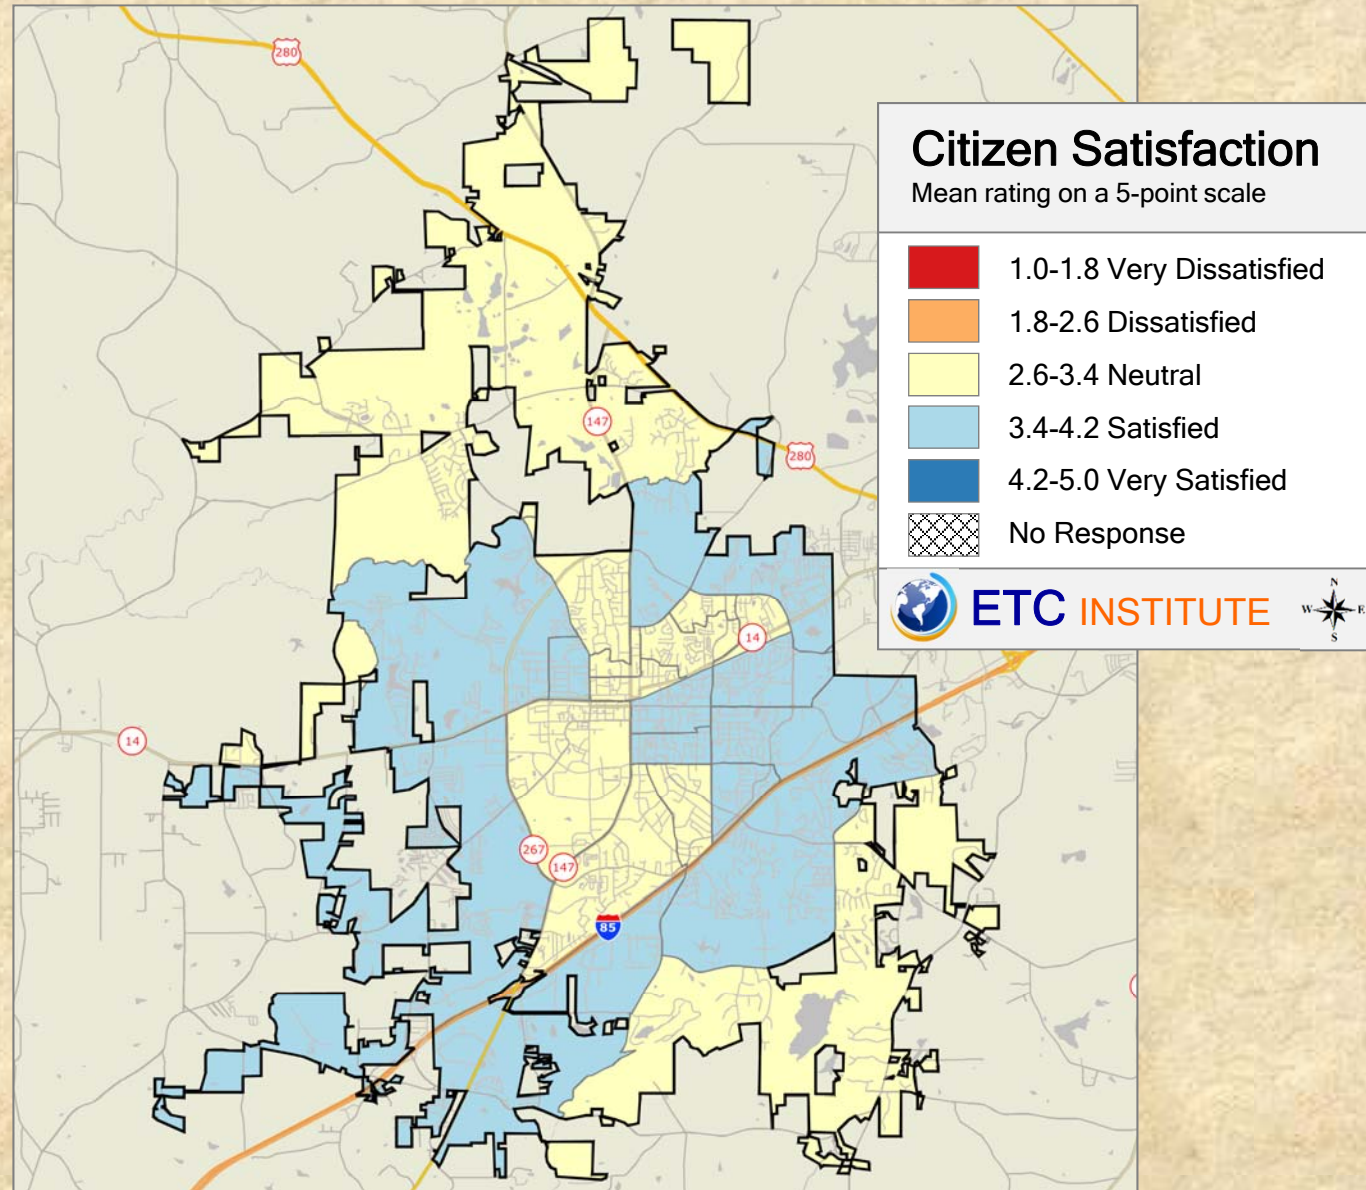 280
Citizen Satisfaction
Mean rating on a 5-point scale
1.0-1.8 Very Dissatisfied
1.8-2.6 Dissatisfied
2.6-3.4 Neutral
3.4-4.2 Satisfied
4.2-5.0 Very Satisfied
No Response
ETC INSTITUTE
N
W E
S
147
280
14
14
267
147
85